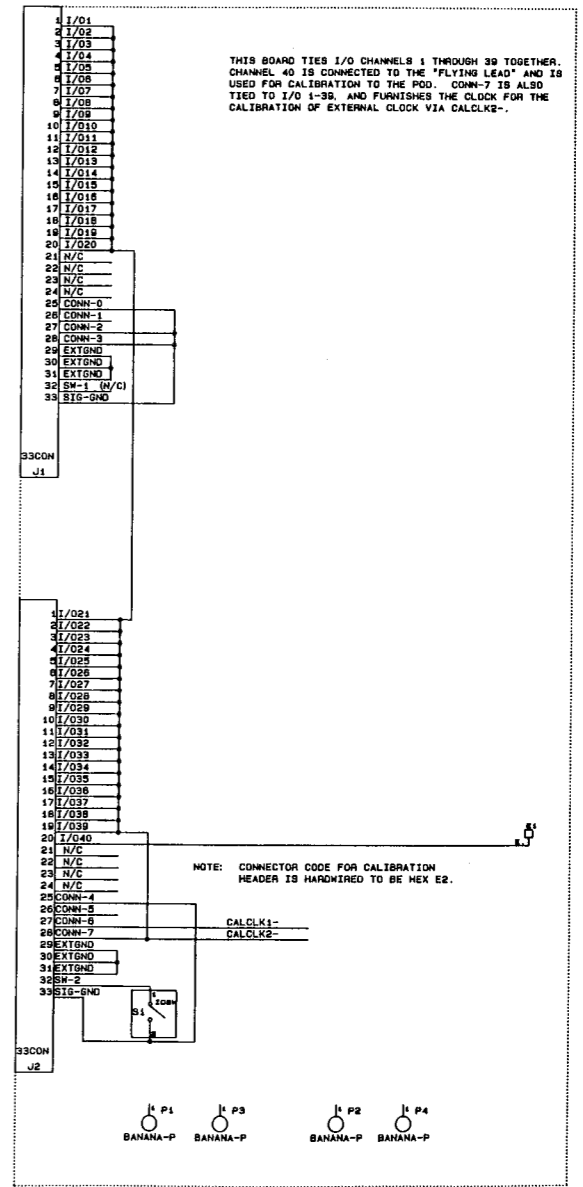 1 I/O1
2 I/O2
3 I/O3
4 I/O4
5 I/O5
6 I/O6
7 I/O7
8 I/O8
9 I/O9
10 I/O10
11 I/O11
12 I/O12
13 I/O13
14 I/O14
15 I/O15
16 I/O16
17 I/O17
18 I/O18
19 I/O19
20 I/O20
21 N/C
22 N/C
23 N/C
24 N/C
25 CONN-0
26 CONN-1
27 CONN-2
28 CONN-3
29 EXTGND
30 EXTGND
31 EXTGND
32 SW-1 (N/C)
33 SIG-GND
33CON
J1
THIS BOARD TIES I/O CHANNELS 1 THROUGH 39 TOGETHER.
CHANNEL 40 IS CONNECTED TO THE "FLYING LEAD" AND IS
USED FOR CALIBRATION TO THE POD. CONN-7 IS ALSO
TIED TO I/O 1-39, AND FURNISHES THE CLOCK FOR THE
CALIBRATION OF EXTERNAL CLOCK VIA CALCLK2-.
1 I/O21
2 I/O22
3 I/O23
4 I/O24
5 I/O25
6 I/O26
7 I/O27
8 I/O28
9 I/O29
10 I/O30
11 I/O31
12 I/O32
13 I/O33
14 I/O34
15 I/O35
16 I/O36
17 I/O37
18 I/O38
19 I/O39
20 I/O40
21 N/C
22 N/C
23 N/C
24 N/C
25 CONN-4
26 CONN-5
27 CONN-6
28 CONN-7
29 EXTGND
30 EXTGND
31 EXTGND
32 SW-2
33 SIG-GND
33CON
J2
E1
NOTE: CONNECTOR CODE FOR CALIBRATION
HEADER IS HARDWIRED TO BE HEX E2.
CALCLK1-
CALCLK2-
1
S1
1 P1
BANANA-P
1 P3
BANANA-P
1 P2
BANANA-P
1 P4
BANANA-P